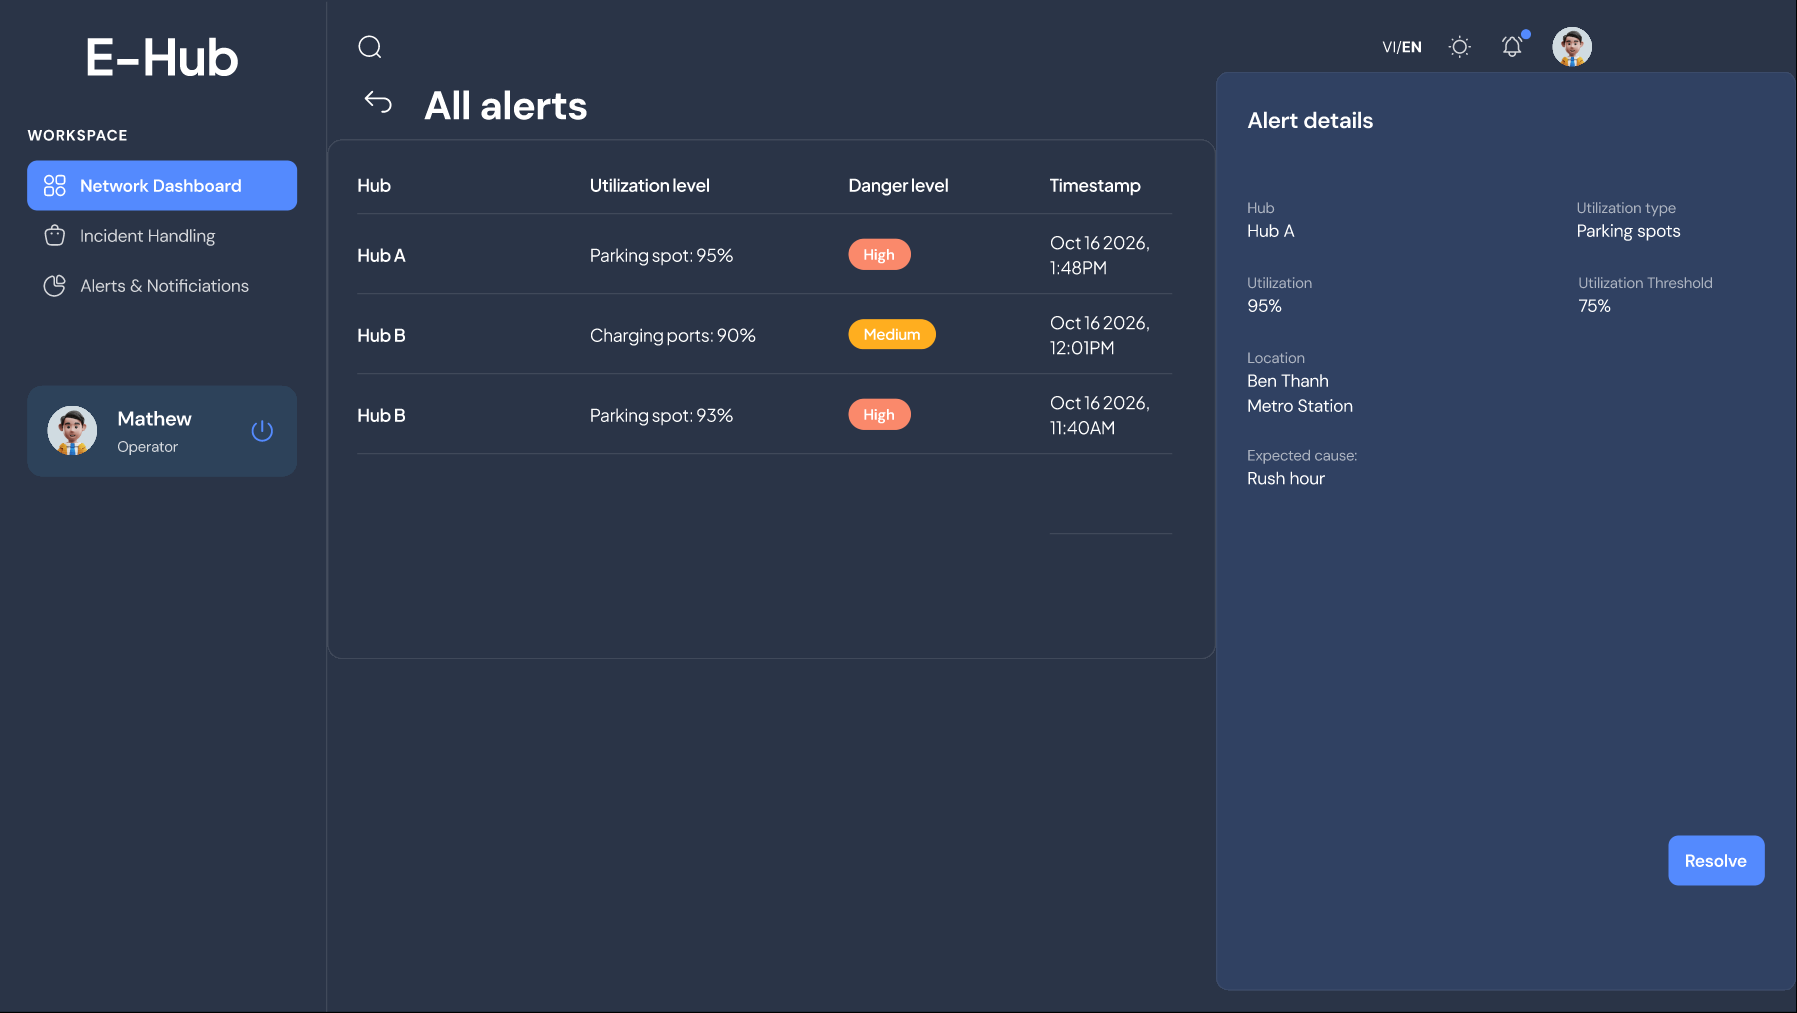 E-Hub
WORKSPACE
Network Dashboard
Incident Handling
Alerts & Notificiations
Mathew
Operator
VI/EN
All alerts
Hub Utilization level Danger level Timestamp
Hub A Parking spot: 95% High Oct 16 2026,
1:48PM
Hub B Charging ports: 90% Medium Oct 16 2026,
12:01PM
Hub B Parking spot: 93% High Oct 16 2026,
11:40AM
Alert details
Hub Utilization type
Hub A Parking spots
Utilization Utilization Threshold
95% 75%
Location
Ben Thanh
Metro Station
Expected cause:
Rush hour
Resolve